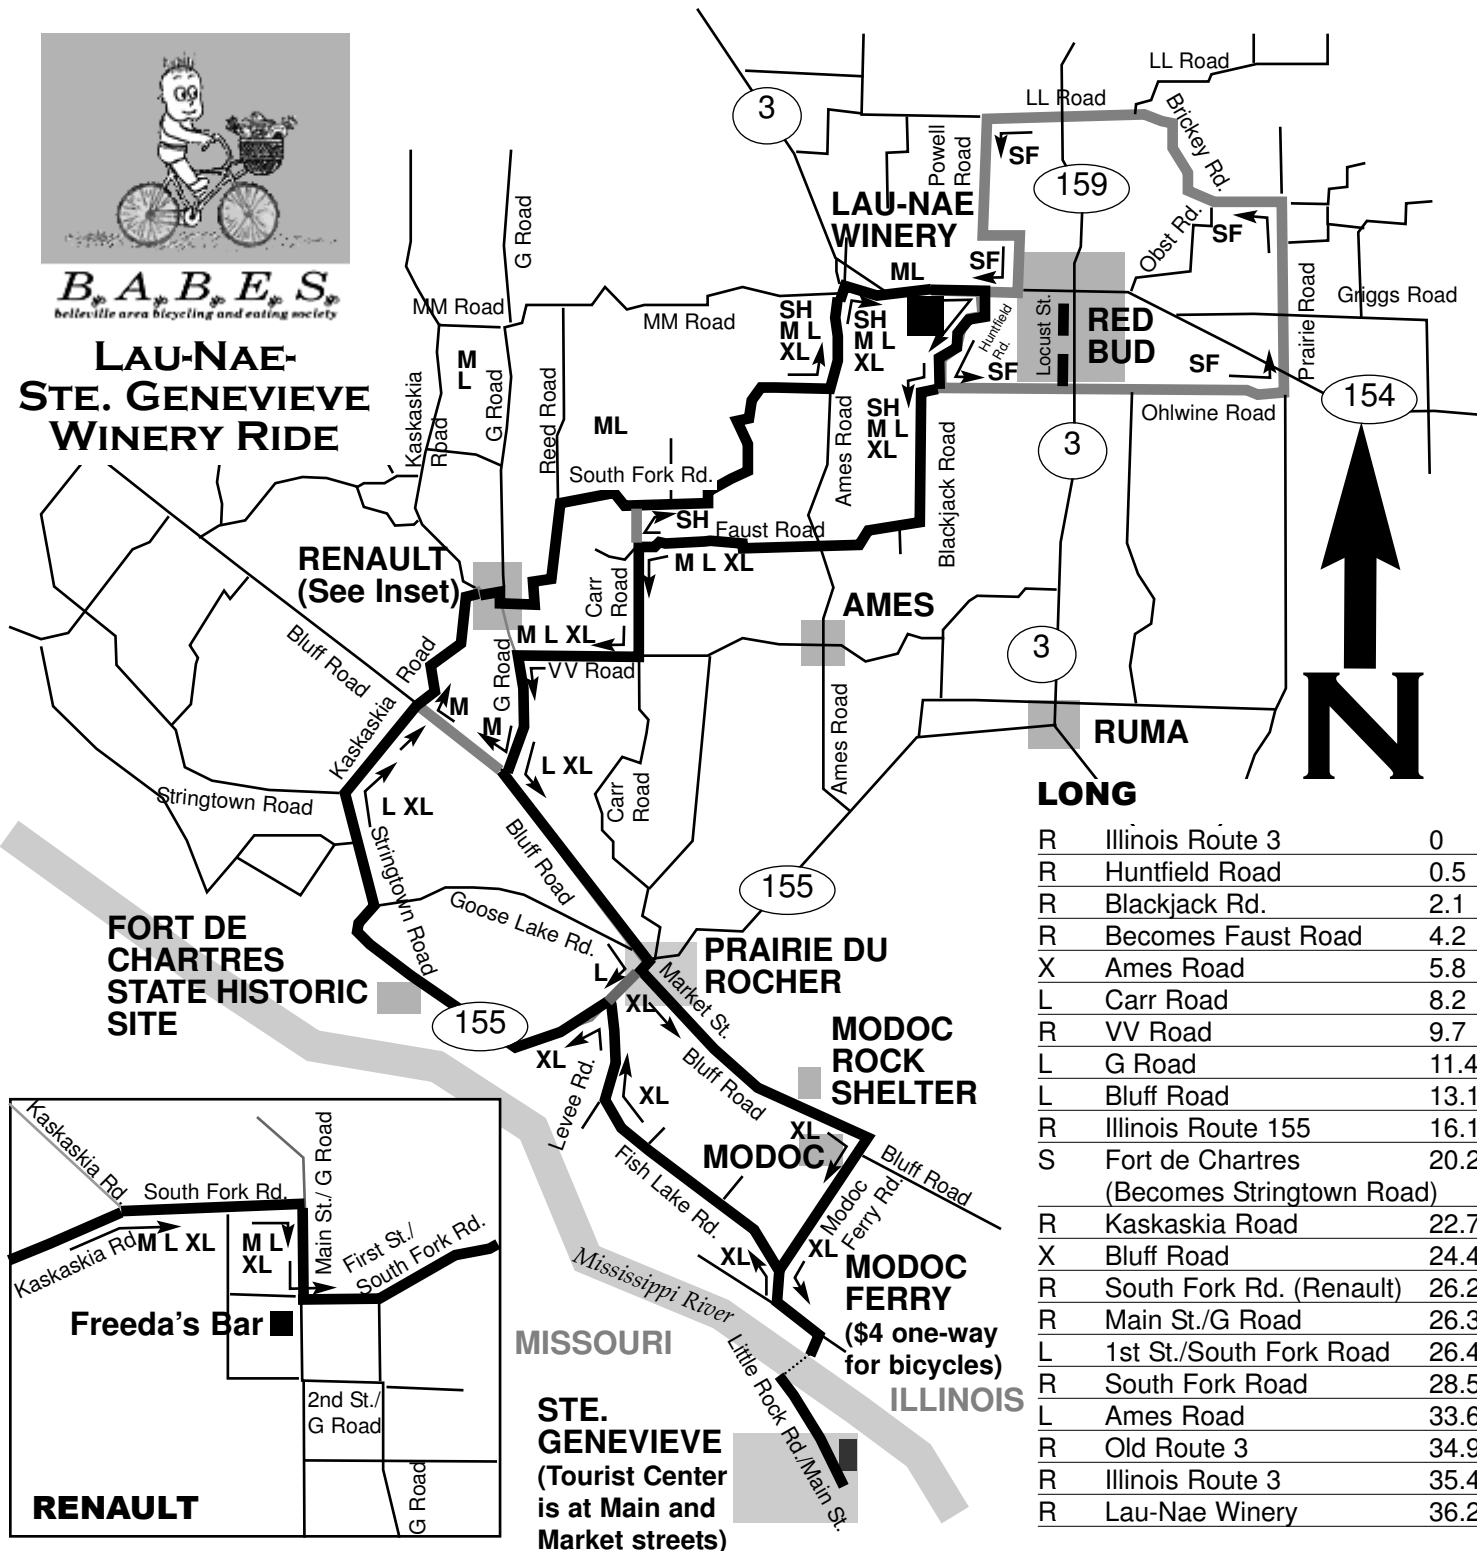 B.A.B.E.S.
belleville area bicycling and eating society
LAU-NAE-
STE. GENEVIEVE
WINERY RIDE
3
LL Road
LL Road
Brickey Rd.
Powell
Road
SF
159
LAU-NAE
WINERY
Obst Rd.
SF
SF
ML
G Road
MM Road
MM Road
SH
M L
XL
SH
M L
XL
Huntfield
Rd.
Locust St.
RED
BUD
Prairie Road
Griggs Road
SF
SF
154
Ohlwine Road
M
L
Kaskaskia
Road
G Road
Reed Road
ML
South Fork Rd.
SH
M L
XL
Ames Road
Blackjack Road
3
SH
Faust Road
M L XL
RENAULT
(See Inset)
Carr
Road
AMES
M L XL
VV Road
3
Bluff Road
Kaskaskia Road
G Road
M
M
Ames Road
RUMA
N
L XL
Carr
Road
Stringtown Road
L XL
Stringtown Road
Bluff Road
155
Goose Lake Rd.
FORT DE
CHARTRES
STATE HISTORIC
SITE
L
PRAIRIE DU
ROCHER
XL
Market St.
155
XL
Levee Rd.
XL
Bluff Road
MODOC
ROCK
SHELTER
XL
MODOC
Bluff Road
Fish Lake Rd.
Modoc
Ferry Rd.
XL
XL
MODOC
FERRY
($4 one-way
for bicycles)
Mississippi River
MISSOURI
ILLINOIS
Little Rock Rd./Main St.
STE.
GENEVIEVE
(Tourist Center
is at Main and
Market streets)
Kaskaskia Rd.
South Fork Rd.
Main St./ G Road
Kaskaskia Rd.
M L XL
M L
XL
First St./
South Fork Rd.
Freeda's Bar
2nd St./
G Road
G Road
RENAULT
LONG
R Illinois Route 3 0
R Huntfield Road 0.5
R Blackjack Rd. 2.1
R Becomes Faust Road 4.2
X Ames Road 5.8
L Carr Road 8.2
R VV Road 9.7
L G Road 11.4
L Bluff Road 13.1
R Illinois Route 155 16.1
S Fort de Chartres 20.2
(Becomes Stringtown Road)
R Kaskaskia Road 22.7
X Bluff Road 24.4
R South Fork Rd. (Renault) 26.2
R Main St./G Road 26.3
L 1st St./South Fork Road 26.4
R South Fork Road 28.5
L Ames Road 33.6
R Old Route 3 34.9
R Illinois Route 3 35.4
R Lau-Nae Winery 36.2